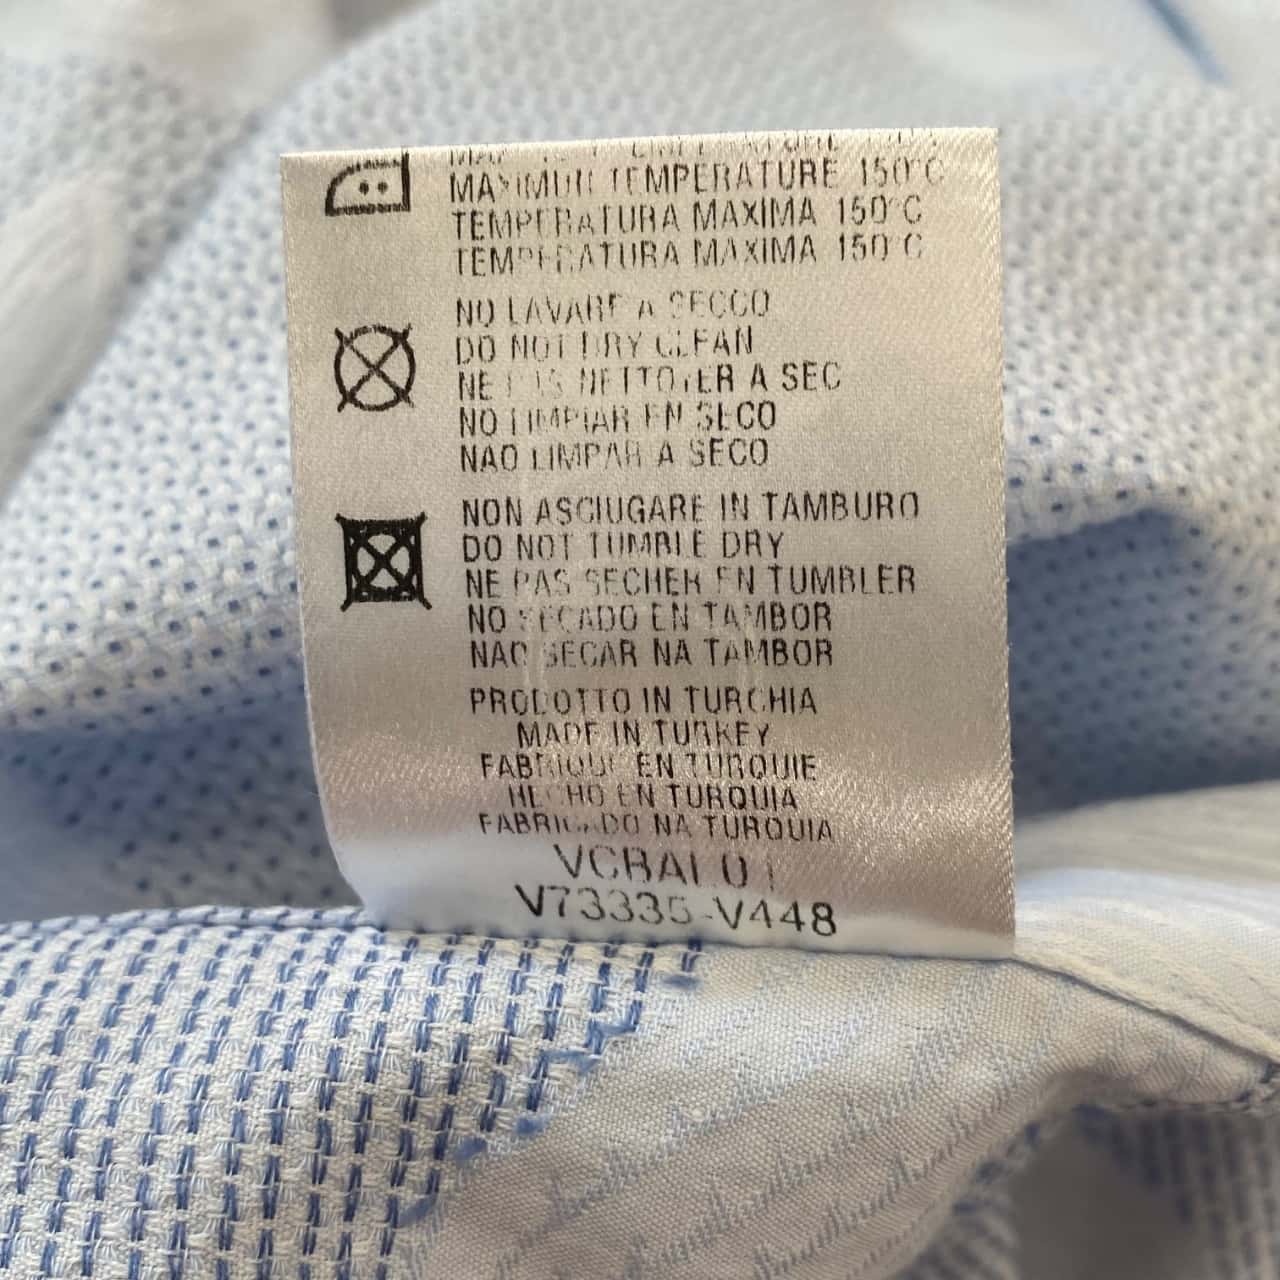 MAXIMUM TEMPERATURE 150°C
TEMPERATURA MAXIMA 150°C
TEMPERATURA MAXIMA 150°C
NO LAVARE A SECCO
DO NOT DRY CLEAN
NE PAS NETTOYER A SEC
NO LIMPIAR EN SECO
NAO LIMPAR A SECO
NON ASCIUGARE IN TAMBURO
DO NOT TUMBLE DRY
NE PAS SECHER EN TUMBLER
NO SECADO EN TAMBOR
NAO SECAR NA TAMBOR
PRODOTTO IN TURCHIA
MADE IN TURKEY
FABRIQUE EN TURQUIE
HECHO EN TURQUIA
FABRICADO NA TURQUIA
V73335-V448